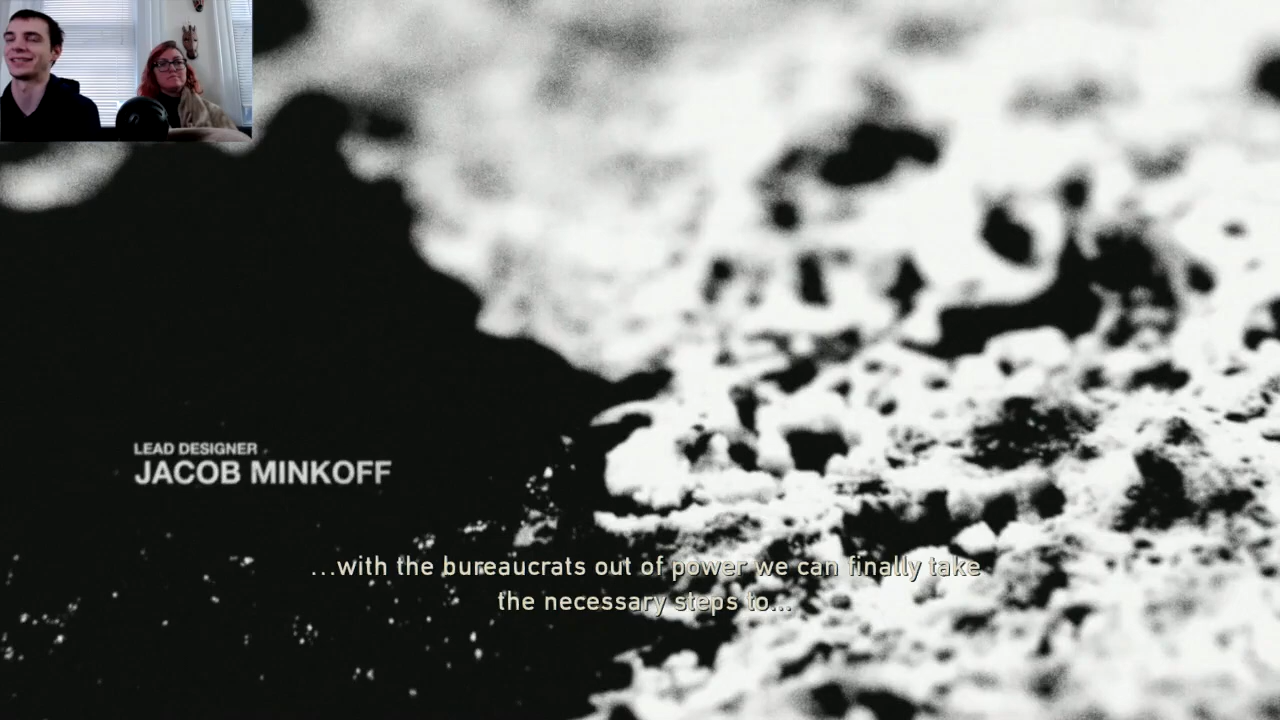 LEAD DESIGNER
JACOB MINKOFF
...with the bureaucrats out of power we can finally take
the necessary steps to...